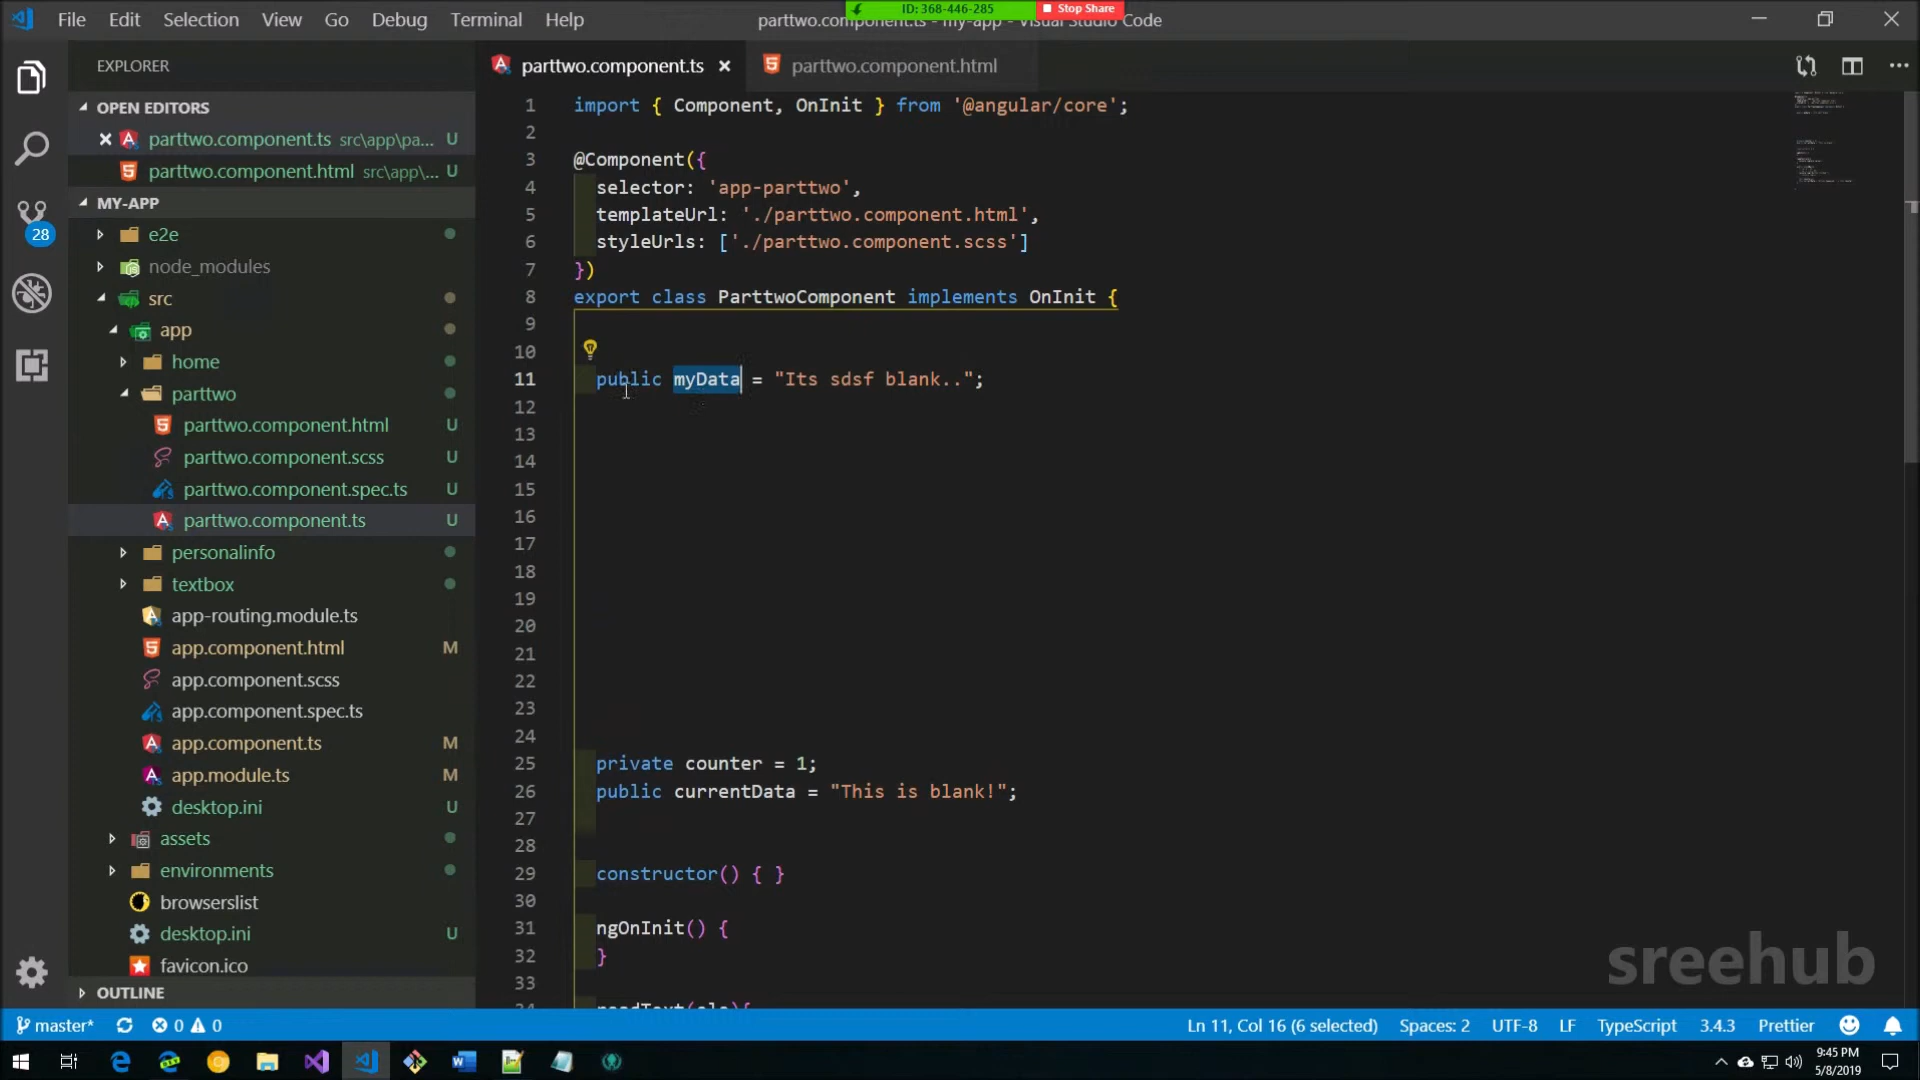 File Edit Selection View Go Debug Terminal Help
ID: 368-446-285
Stop Share
parttwo.component.ts - my-app - Visual Studio Code
EXPLORER
OPEN EDITORS
parttwo.component.ts src\app\pa... U
parttwo.component.html src\app\... U
MY-APP
e2e
node_modules
src
app
home
parttwo
parttwo.component.html U
parttwo.component.scss U
parttwo.component.spec.ts U
parttwo.component.ts U
personalinfo
textbox
app-routing.module.ts
app.component.html M
app.component.scss
app.component.spec.ts
app.component.ts M
app.module.ts M
desktop.ini U
assets
environments
browserslist
desktop.ini U
favicon.ico
OUTLINE
28
parttwo.component.ts
parttwo.component.html
1 import { Component, OnInit } from '@angular/core';
2
3 @Component({
4 selector: 'app-parttwo',
5 templateUrl: './parttwo.component.html',
6 styleUrls: ['./parttwo.component.scss']
7 })
8 export class ParttwoComponent implements OnInit {
9
10
11 public myData = "Its sdsf blank..";
12
13
14
15
16
17
18
19
20
21
22
23
24
25 private counter = 1;
26 public currentData = "This is blank!";
27
28
29 constructor() { }
30
31 ngOnInit() {
32 }
33
sreehub
master* 0 0
Ln 11, Col 16 (6 selected) Spaces: 2 UTF-8 LF TypeScript 3.4.3 Prettier
9:45 PM
5/8/2019